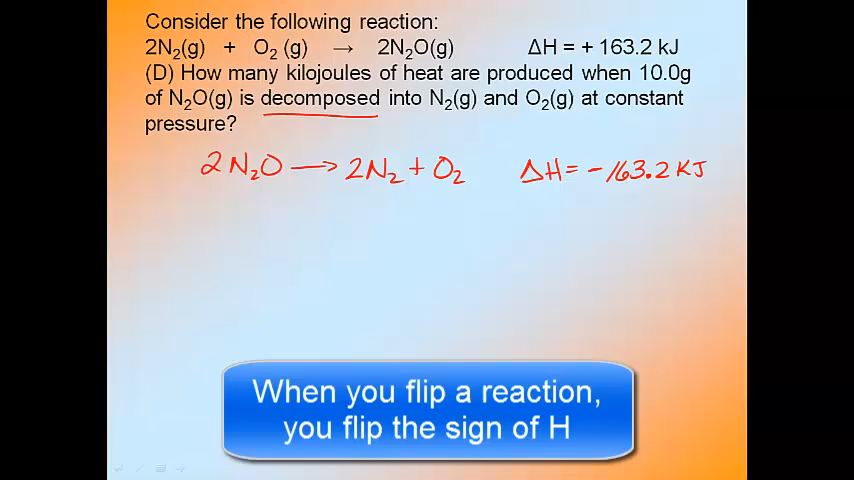 Consider the following reaction:
2N₂(g) + O₂ (g) → 2N₂O(g) ΔH = + 163.2 kJ
(D) How many kilojoules of heat are produced when 10.0g
of N₂O(g) is decomposed into N₂(g) and O₂(g) at constant
pressure?
2N₂O → 2N₂ + O₂ ΔH = -163.2 KJ
When you flip a reaction,
you flip the sign of H